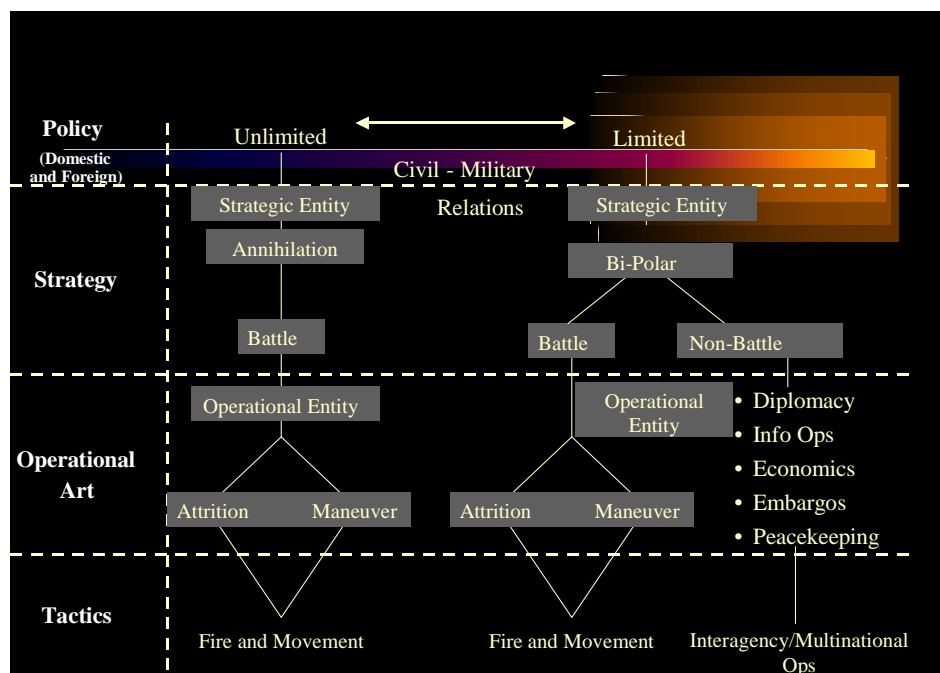 Policy
(Domestic
and Foreign)
Unlimited
Limited
Civil - Military
Relations
Strategy
Strategic Entity
Strategic Entity
Annihilation
Bi-Polar
Battle
Battle
Non-Battle
Operational
Art
Operational Entity
Operational
Entity
• Diplomacy
• Info Ops
• Economics
• Embargos
• Peacekeeping
Attrition
Maneuver
Attrition
Maneuver
Tactics
Fire and Movement
Fire and Movement
Interagency/Multinational
Ops